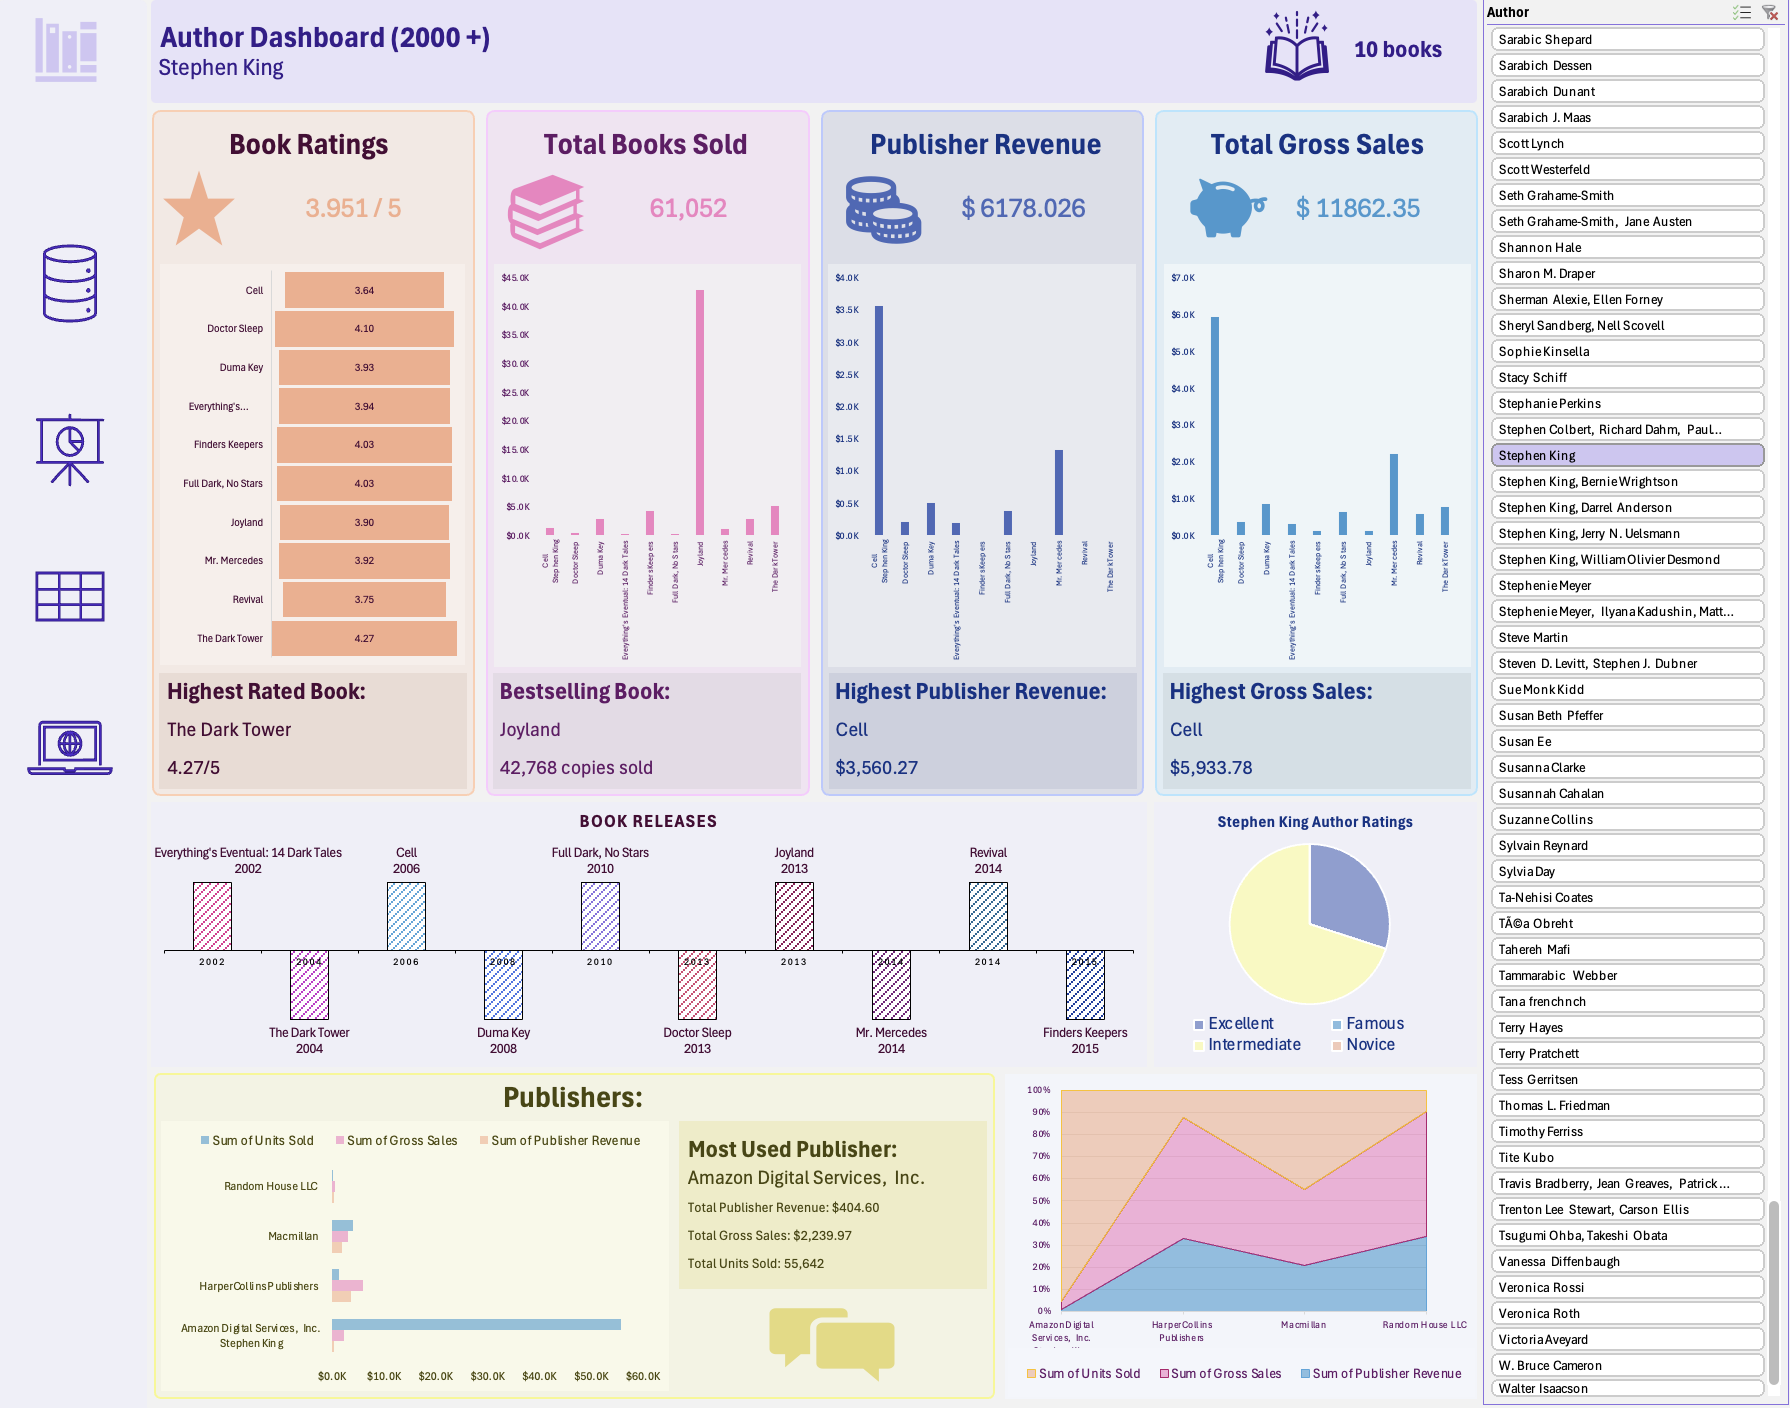 Author Dashboard (2000 +)
Stephen King
10 books
Book Ratings
3.951 / 5
Cell
3.64
Doctor Sleep
4.10
Duma Key
3.93
Everything's...
3.94
Finders Keepers
4.03
Full Dark, No Stars
4.03
Joyland
3.90
Mr. Mercedes
3.92
Revival
3.75
The Dark Tower
4.27
Highest Rated Book:
The Dark Tower
4.27/5
Total Books Sold
61,052
$45.0K
$40.0K
$35.0K
$30.0K
$25.0K
$20.0K
$15.0K
$10.0K
$5.0K
$0.0K
Cell
Stephen King
Doctor Sleep
Duma Key
Everything's Eventual: 14 Dark Tales
Finders Keepers
Full Dark, No Stars
Joyland
Mr. Mercedes
Revival
The Dark Tower
Bestselling Book:
Joyland
42,768 copies sold
Publisher Revenue
$ 6178.026
$4.0K
$3.5K
$3.0K
$2.5K
$2.0K
$1.5K
$1.0K
$0.5K
$0.0K
Cell
Stephen King
Doctor Sleep
Duma Key
Everything's Eventual: 14 Dark Tales
Finders Keepers
Full Dark, No Stars
Joyland
Mr. Mercedes
Revival
The Dark Tower
Highest Publisher Revenue:
Cell
$3,560.27
Total Gross Sales
$ 11862.35
$7.0K
$6.0K
$5.0K
$4.0K
$3.0K
$2.0K
$1.0K
$0.0K
Cell
Stephen King
Doctor Sleep
Duma Key
Everything's Eventual: 14 Dark Tales
Finders Keepers
Full Dark, No Stars
Joyland
Mr. Mercedes
Revival
The Dark Tower
Highest Gross Sales:
Cell
$5,933.78
BOOK RELEASES
Everything's Eventual: 14 Dark Tales
2002
Cell
2006
Full Dark, No Stars
2010
Joyland
2013
Revival
2014
2002
2004
2006
2008
2010
2013
2013
2014
2014
2015
The Dark Tower
2004
Duma Key
2008
Doctor Sleep
2013
Mr. Mercedes
2014
Finders Keepers
2015
Stephen King Author Ratings
Excellent
Famous
Intermediate
Novice
Publishers:
Sum of Units Sold
Sum of Gross Sales
Sum of Publisher Revenue
Random House LLC
Macmillan
HarperCollins Publishers
Amazon Digital Services, Inc.
Stephen King
$0.0K
$10.0K
$20.0K
$30.0K
$40.0K
$50.0K
$60.0K
Most Used Publisher:
Amazon Digital Services, Inc.
Total Publisher Revenue: $404.60
Total Gross Sales: $2,239.97
Total Units Sold: 55,642
100%
90%
80%
70%
60%
50%
40%
30%
20%
10%
0%
Amazon Digital
Services, Inc.
HarperCollins
Publishers
Macmillan
Random House LLC
Sum of Units Sold
Sum of Gross Sales
Sum of Publisher Revenue
Author
Sarabic Shepard
Sarabich Dessen
Sarabich Dunant
Sarabich J. Maas
Scott Lynch
Scott Westerfeld
Seth Grahame-Smith
Seth Grahame-Smith, Jane Austen
Shannon Hale
Sharon M. Draper
Sherman Alexie, Ellen Forney
Sheryl Sandberg, Nell Scovell
Sophie Kinsella
Stacy Schiff
Stephanie Perkins
Stephen Colbert, Richard Dahm, Paul...
Stephen King
Stephen King, Bernie Wrightson
Stephen King, Darrel Anderson
Stephen King, Jerry N. Uelsmann
Stephen King, William Olivier Desmond
Stephenie Meyer
Stephenie Meyer, Ilyana Kadushin, Matt...
Steve Martin
Steven D. Levitt, Stephen J. Dubner
Sue Monk Kidd
Susan Beth Pfeffer
Susan Ee
Susanna Clarke
Susannah Cahalan
Suzanne Collins
Sylvain Reynard
Sylvia Day
Ta-Nehisi Coates
TÃ©a Obreht
Tahereh Mafi
Tammarabic Webber
Tana frenchnch
Terry Hayes
Terry Pratchett
Tess Gerritsen
Thomas L. Friedman
Timothy Ferriss
Tite Kubo
Travis Bradberry, Jean Greaves, Patrick...
Trenton Lee Stewart, Carson Ellis
Tsugumi Ohba, Takeshi Obata
Vanessa Diffenbaugh
Veronica Rossi
Veronica Roth
Victoria Aveyard
W. Bruce Cameron
Walter Isaacson